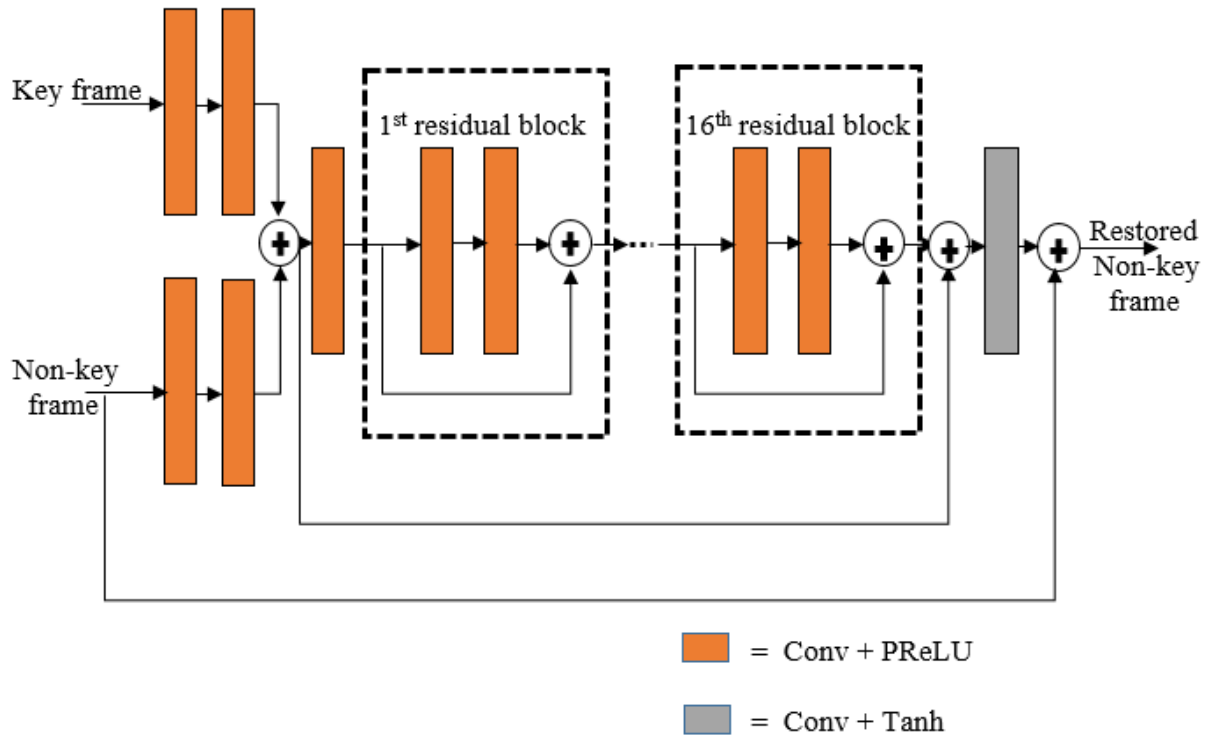 Key frame
1st residual block
16th residual block
Restored
Non-key
frame
Non-key
frame
= Conv + PReLU
= Conv + Tanh